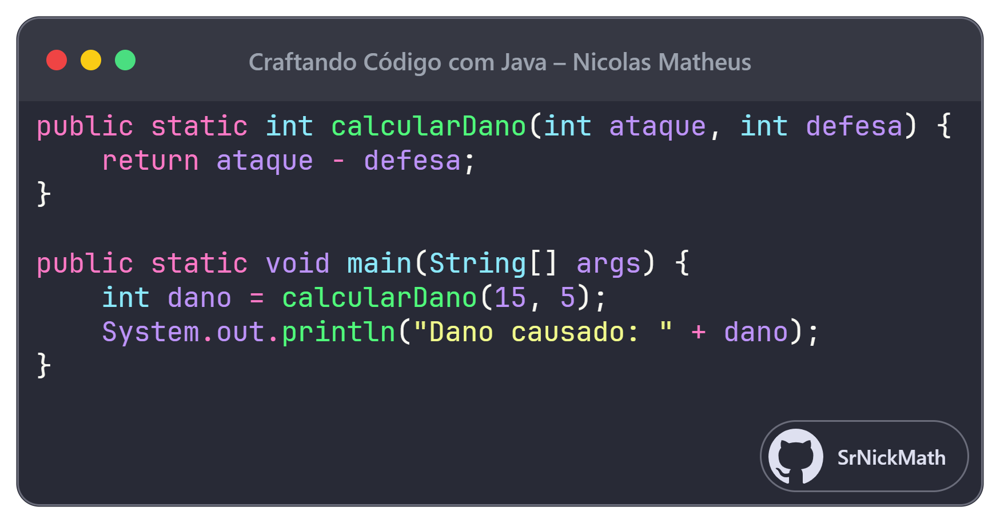 Craftando Código com Java – Nicolas Matheus
public static int calcularDano(int ataque, int defesa) {
    return ataque - defesa;
}
public static void main(String[] args) {
    int dano = calcularDano(15, 5);
    System.out.println("Dano causado: " + dano);
}
SrNickMath